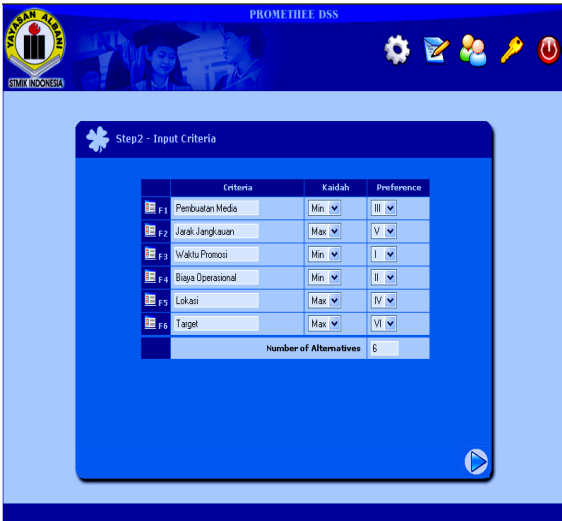 PROMETHEE DSS
YAYASAN ALBANI
STMIK INDONESIA
Step2 - Input Criteria
Criteria Kaidah Preference
F1 Pembuatan Media Min III
F2 Jarak Jangkauan Max V
F3 Waktu Promosi Min I
F4 Biaya Operasional Min II
F5 Lokasi Max IV
F6 Target Max VI
Number of Alternatives 6